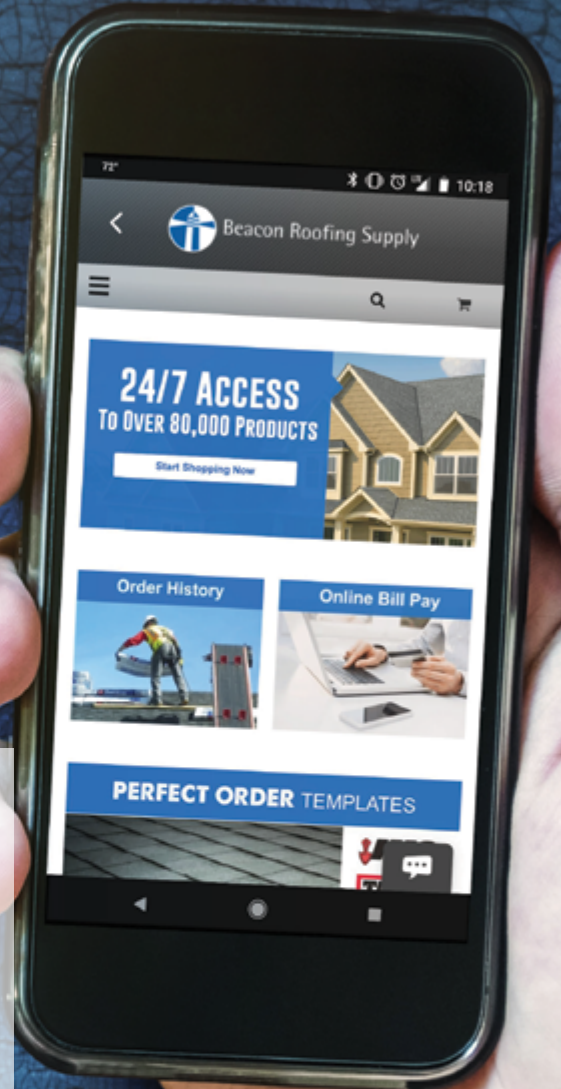 72°
10:18
Beacon Roofing Supply
24/7 ACCESS
TO OVER 80,000 PRODUCTS
Start Shopping Now
Order History
Online Bill Pay
PERFECT ORDER TEMPLATES